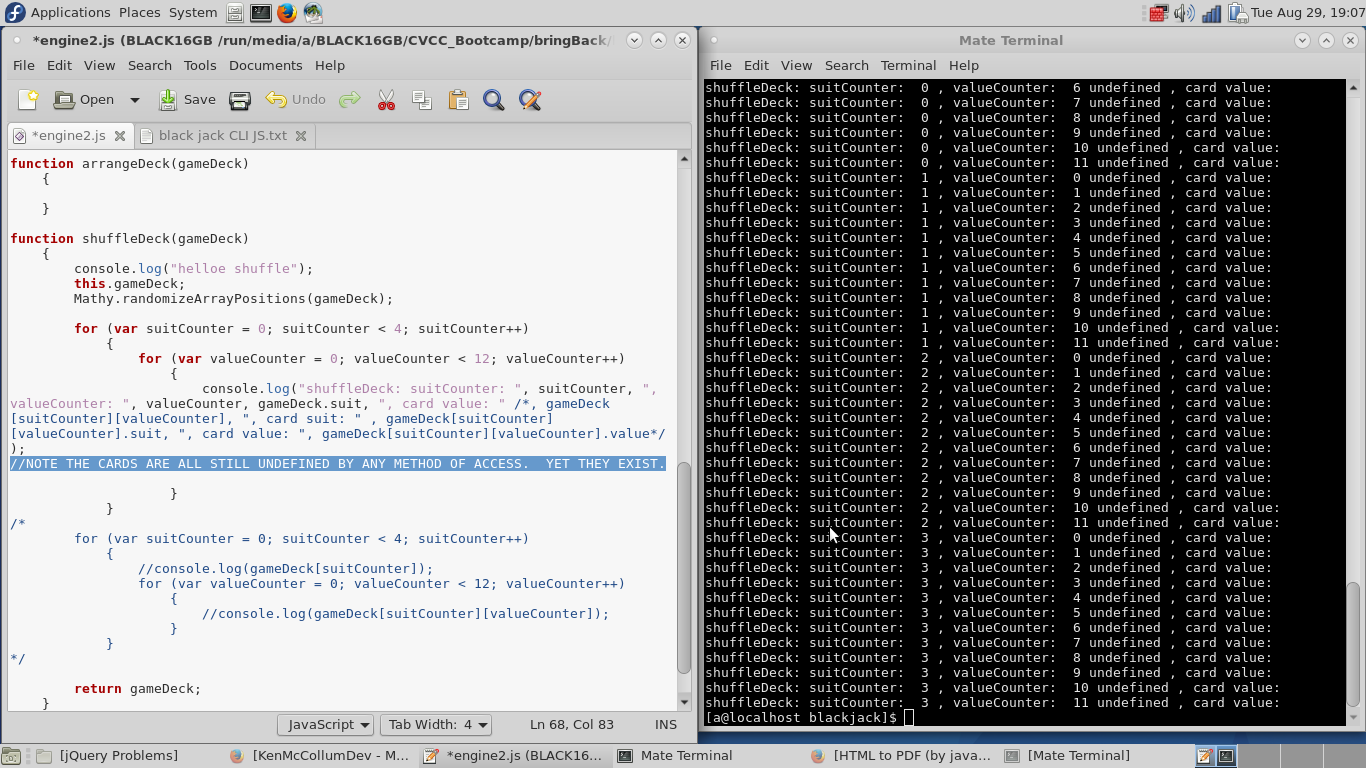 Applications Places System
Tue Aug 29, 19:07
*engine2.js (BLACK16GB /run/media/a/BLACK16GB/CVCC_Bootcamp/bringBack/
File Edit View Search Tools Documents Help
Open Save Undo
*engine2.js black jack CLI JS.txt
function arrangeDeck(gameDeck)
{
}
function shuffleDeck(gameDeck)
{
console.log("helloe shuffle");
this.gameDeck;
Mathy.randomizeArrayPositions(gameDeck);
for (var suitCounter = 0; suitCounter < 4; suitCounter++)
{
for (var valueCounter = 0; valueCounter < 12; valueCounter++)
{
console.log("shuffleDeck: suitCounter: ", suitCounter, ",
valueCounter: ", valueCounter, gameDeck.suit, ", card value: " /*, gameDeck
[suitCounter][valueCounter], ", card suit: " , gameDeck[suitCounter]
[valueCounter].suit, ", card value: ", gameDeck[suitCounter][valueCounter].value*/
);
//NOTE THE CARDS ARE ALL STILL UNDEFINED BY ANY METHOD OF ACCESS.  YET THEY EXIST.
}
}
/*
for (var suitCounter = 0; suitCounter < 4; suitCounter++)
{
//console.log(gameDeck[suitCounter]);
for (var valueCounter = 0; valueCounter < 12; valueCounter++)
{
//console.log(gameDeck[suitCounter][valueCounter]);
}
}
*/
return gameDeck;
}
JavaScript Tab Width: 4 Ln 68, Col 83 INS
Mate Terminal
File Edit View Search Terminal Help
shuffleDeck: suitCounter:  0 , valueCounter:  6 undefined , card value:
shuffleDeck: suitCounter:  0 , valueCounter:  7 undefined , card value:
shuffleDeck: suitCounter:  0 , valueCounter:  8 undefined , card value:
shuffleDeck: suitCounter:  0 , valueCounter:  9 undefined , card value:
shuffleDeck: suitCounter:  0 , valueCounter:  10 undefined , card value:
shuffleDeck: suitCounter:  0 , valueCounter:  11 undefined , card value:
shuffleDeck: suitCounter:  1 , valueCounter:  0 undefined , card value:
shuffleDeck: suitCounter:  1 , valueCounter:  1 undefined , card value:
shuffleDeck: suitCounter:  1 , valueCounter:  2 undefined , card value:
shuffleDeck: suitCounter:  1 , valueCounter:  3 undefined , card value:
shuffleDeck: suitCounter:  1 , valueCounter:  4 undefined , card value:
shuffleDeck: suitCounter:  1 , valueCounter:  5 undefined , card value:
shuffleDeck: suitCounter:  1 , valueCounter:  6 undefined , card value:
shuffleDeck: suitCounter:  1 , valueCounter:  7 undefined , card value:
shuffleDeck: suitCounter:  1 , valueCounter:  8 undefined , card value:
shuffleDeck: suitCounter:  1 , valueCounter:  9 undefined , card value:
shuffleDeck: suitCounter:  1 , valueCounter:  10 undefined , card value:
shuffleDeck: suitCounter:  1 , valueCounter:  11 undefined , card value:
shuffleDeck: suitCounter:  2 , valueCounter:  0 undefined , card value:
shuffleDeck: suitCounter:  2 , valueCounter:  1 undefined , card value:
shuffleDeck: suitCounter:  2 , valueCounter:  2 undefined , card value:
shuffleDeck: suitCounter:  2 , valueCounter:  3 undefined , card value:
shuffleDeck: suitCounter:  2 , valueCounter:  4 undefined , card value:
shuffleDeck: suitCounter:  2 , valueCounter:  5 undefined , card value:
shuffleDeck: suitCounter:  2 , valueCounter:  6 undefined , card value:
shuffleDeck: suitCounter:  2 , valueCounter:  7 undefined , card value:
shuffleDeck: suitCounter:  2 , valueCounter:  8 undefined , card value:
shuffleDeck: suitCounter:  2 , valueCounter:  9 undefined , card value:
shuffleDeck: suitCounter:  2 , valueCounter:  10 undefined , card value:
shuffleDeck: suitCounter:  2 , valueCounter:  11 undefined , card value:
shuffleDeck: suitCounter:  3 , valueCounter:  0 undefined , card value:
shuffleDeck: suitCounter:  3 , valueCounter:  1 undefined , card value:
shuffleDeck: suitCounter:  3 , valueCounter:  2 undefined , card value:
shuffleDeck: suitCounter:  3 , valueCounter:  3 undefined , card value:
shuffleDeck: suitCounter:  3 , valueCounter:  4 undefined , card value:
shuffleDeck: suitCounter:  3 , valueCounter:  5 undefined , card value:
shuffleDeck: suitCounter:  3 , valueCounter:  6 undefined , card value:
shuffleDeck: suitCounter:  3 , valueCounter:  7 undefined , card value:
shuffleDeck: suitCounter:  3 , valueCounter:  8 undefined , card value:
shuffleDeck: suitCounter:  3 , valueCounter:  9 undefined , card value:
shuffleDeck: suitCounter:  3 , valueCounter:  10 undefined , card value:
shuffleDeck: suitCounter:  3 , valueCounter:  11 undefined , card value:
[a@localhost blackjack]$
[jQuery Problems] [KenMcCollumDev - M... *engine2.js (BLACK16... Mate Terminal [HTML to PDF (by java... [Mate Terminal]